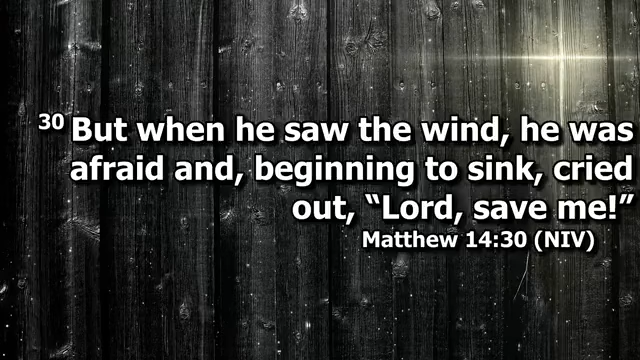 30 But when he saw the wind, he was
afraid and, beginning to sink, cried
out, “Lord, save me!”
Matthew 14:30 (NIV)